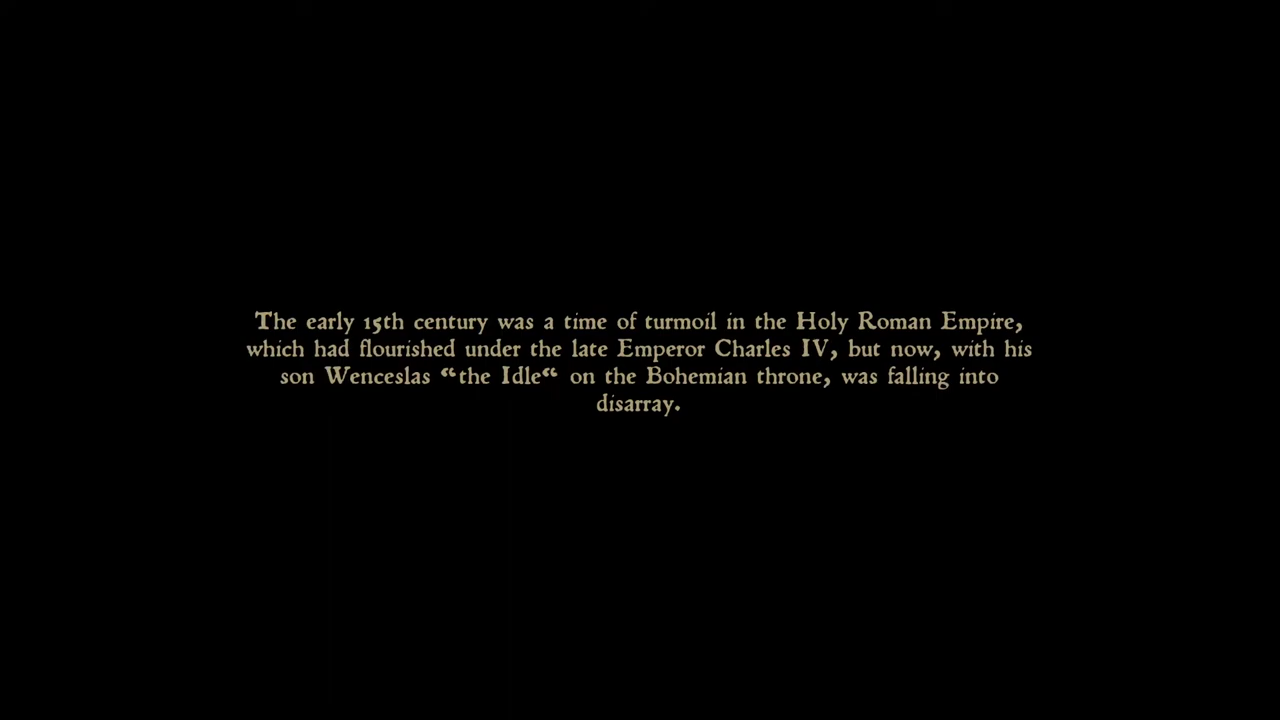 The early 15th century was a time of turmoil in the Holy Roman Empire,
which had flourished under the late Emperor Charles IV, but now, with his
son Wenceslas “the Idle“ on the Bohemian throne, was falling into
disarray.